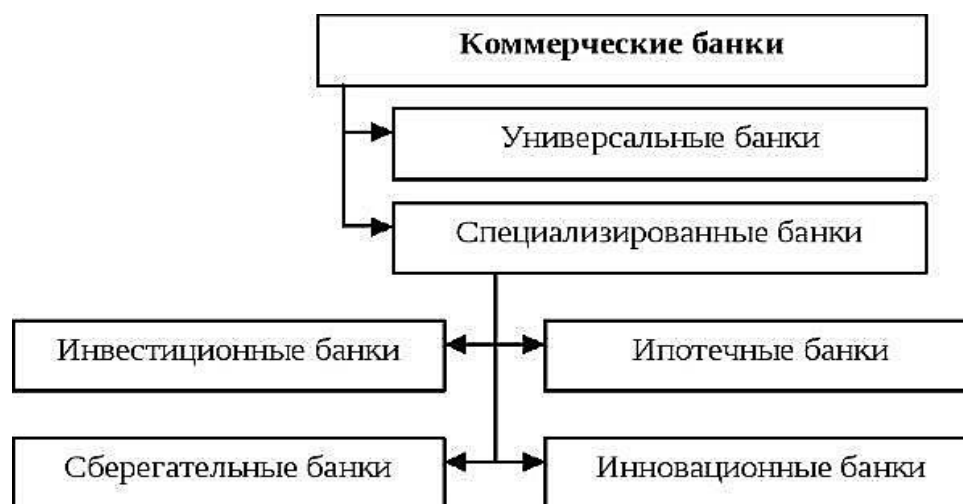 Коммерческие банки
Универсальные банки
Специализированные банки
Инвестиционные банки
Ипотечные банки
Сберегательные банки
Инновационные банки